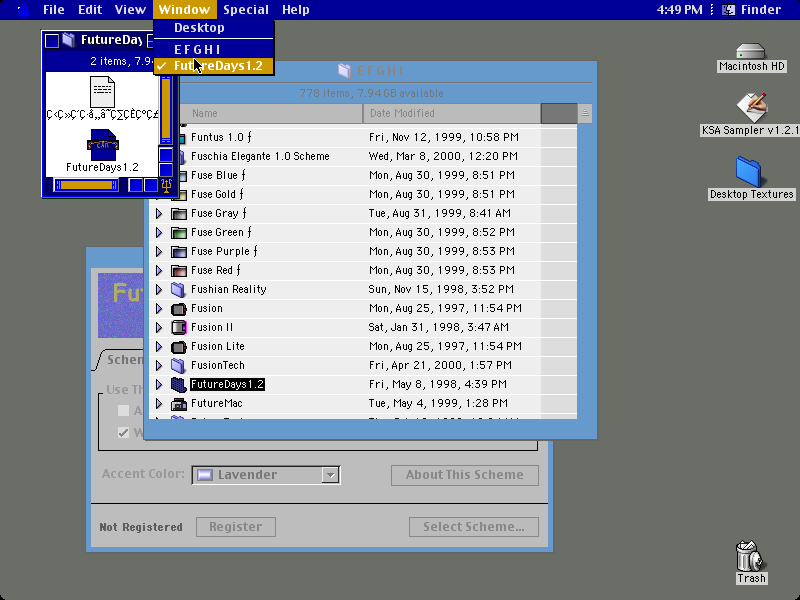 File Edit View Window Special Help 4:49 PM Finder
Desktop
E F G H I
FutureDays1.2
FutureDay
2 items, 7.9
FutureDays1.2
E F G H I
778 items, 7.94 GB available
Name Date Modified
Funtus 1.0 ƒ Fri, Nov 12, 1999, 10:58 PM
Fuschia Elegante 1.0 Scheme Wed, Mar 8, 2000, 12:20 PM
Fuse Blue ƒ Mon, Aug 30, 1999, 8:51 PM
Fuse Gold ƒ Mon, Aug 30, 1999, 8:51 PM
Fuse Gray ƒ Tue, Aug 31, 1999, 8:41 AM
Fuse Green ƒ Mon, Aug 30, 1999, 8:52 PM
Fuse Purple ƒ Mon, Aug 30, 1999, 8:53 PM
Fuse Red ƒ Mon, Aug 30, 1999, 8:53 PM
Fushian Reality Sun, Nov 15, 1998, 3:52 PM
Fusion Mon, Aug 25, 1997, 11:54 PM
Fusion II Sat, Jan 31, 1998, 3:47 AM
Fusion Lite Mon, Aug 25, 1997, 11:54 PM
FusionTech Fri, Apr 21, 2000, 1:57 PM
FutureDays1.2 Fri, May 8, 1998, 4:39 PM
FutureMac Tue, May 4, 1999, 1:28 PM
Macintosh HD
KSA Sampler v1.2.1
Desktop Textures
Fu
Schem
Use Th
A
W
Accent Color: Lavender About This Scheme
Not Registered Register Select Scheme...
Trash